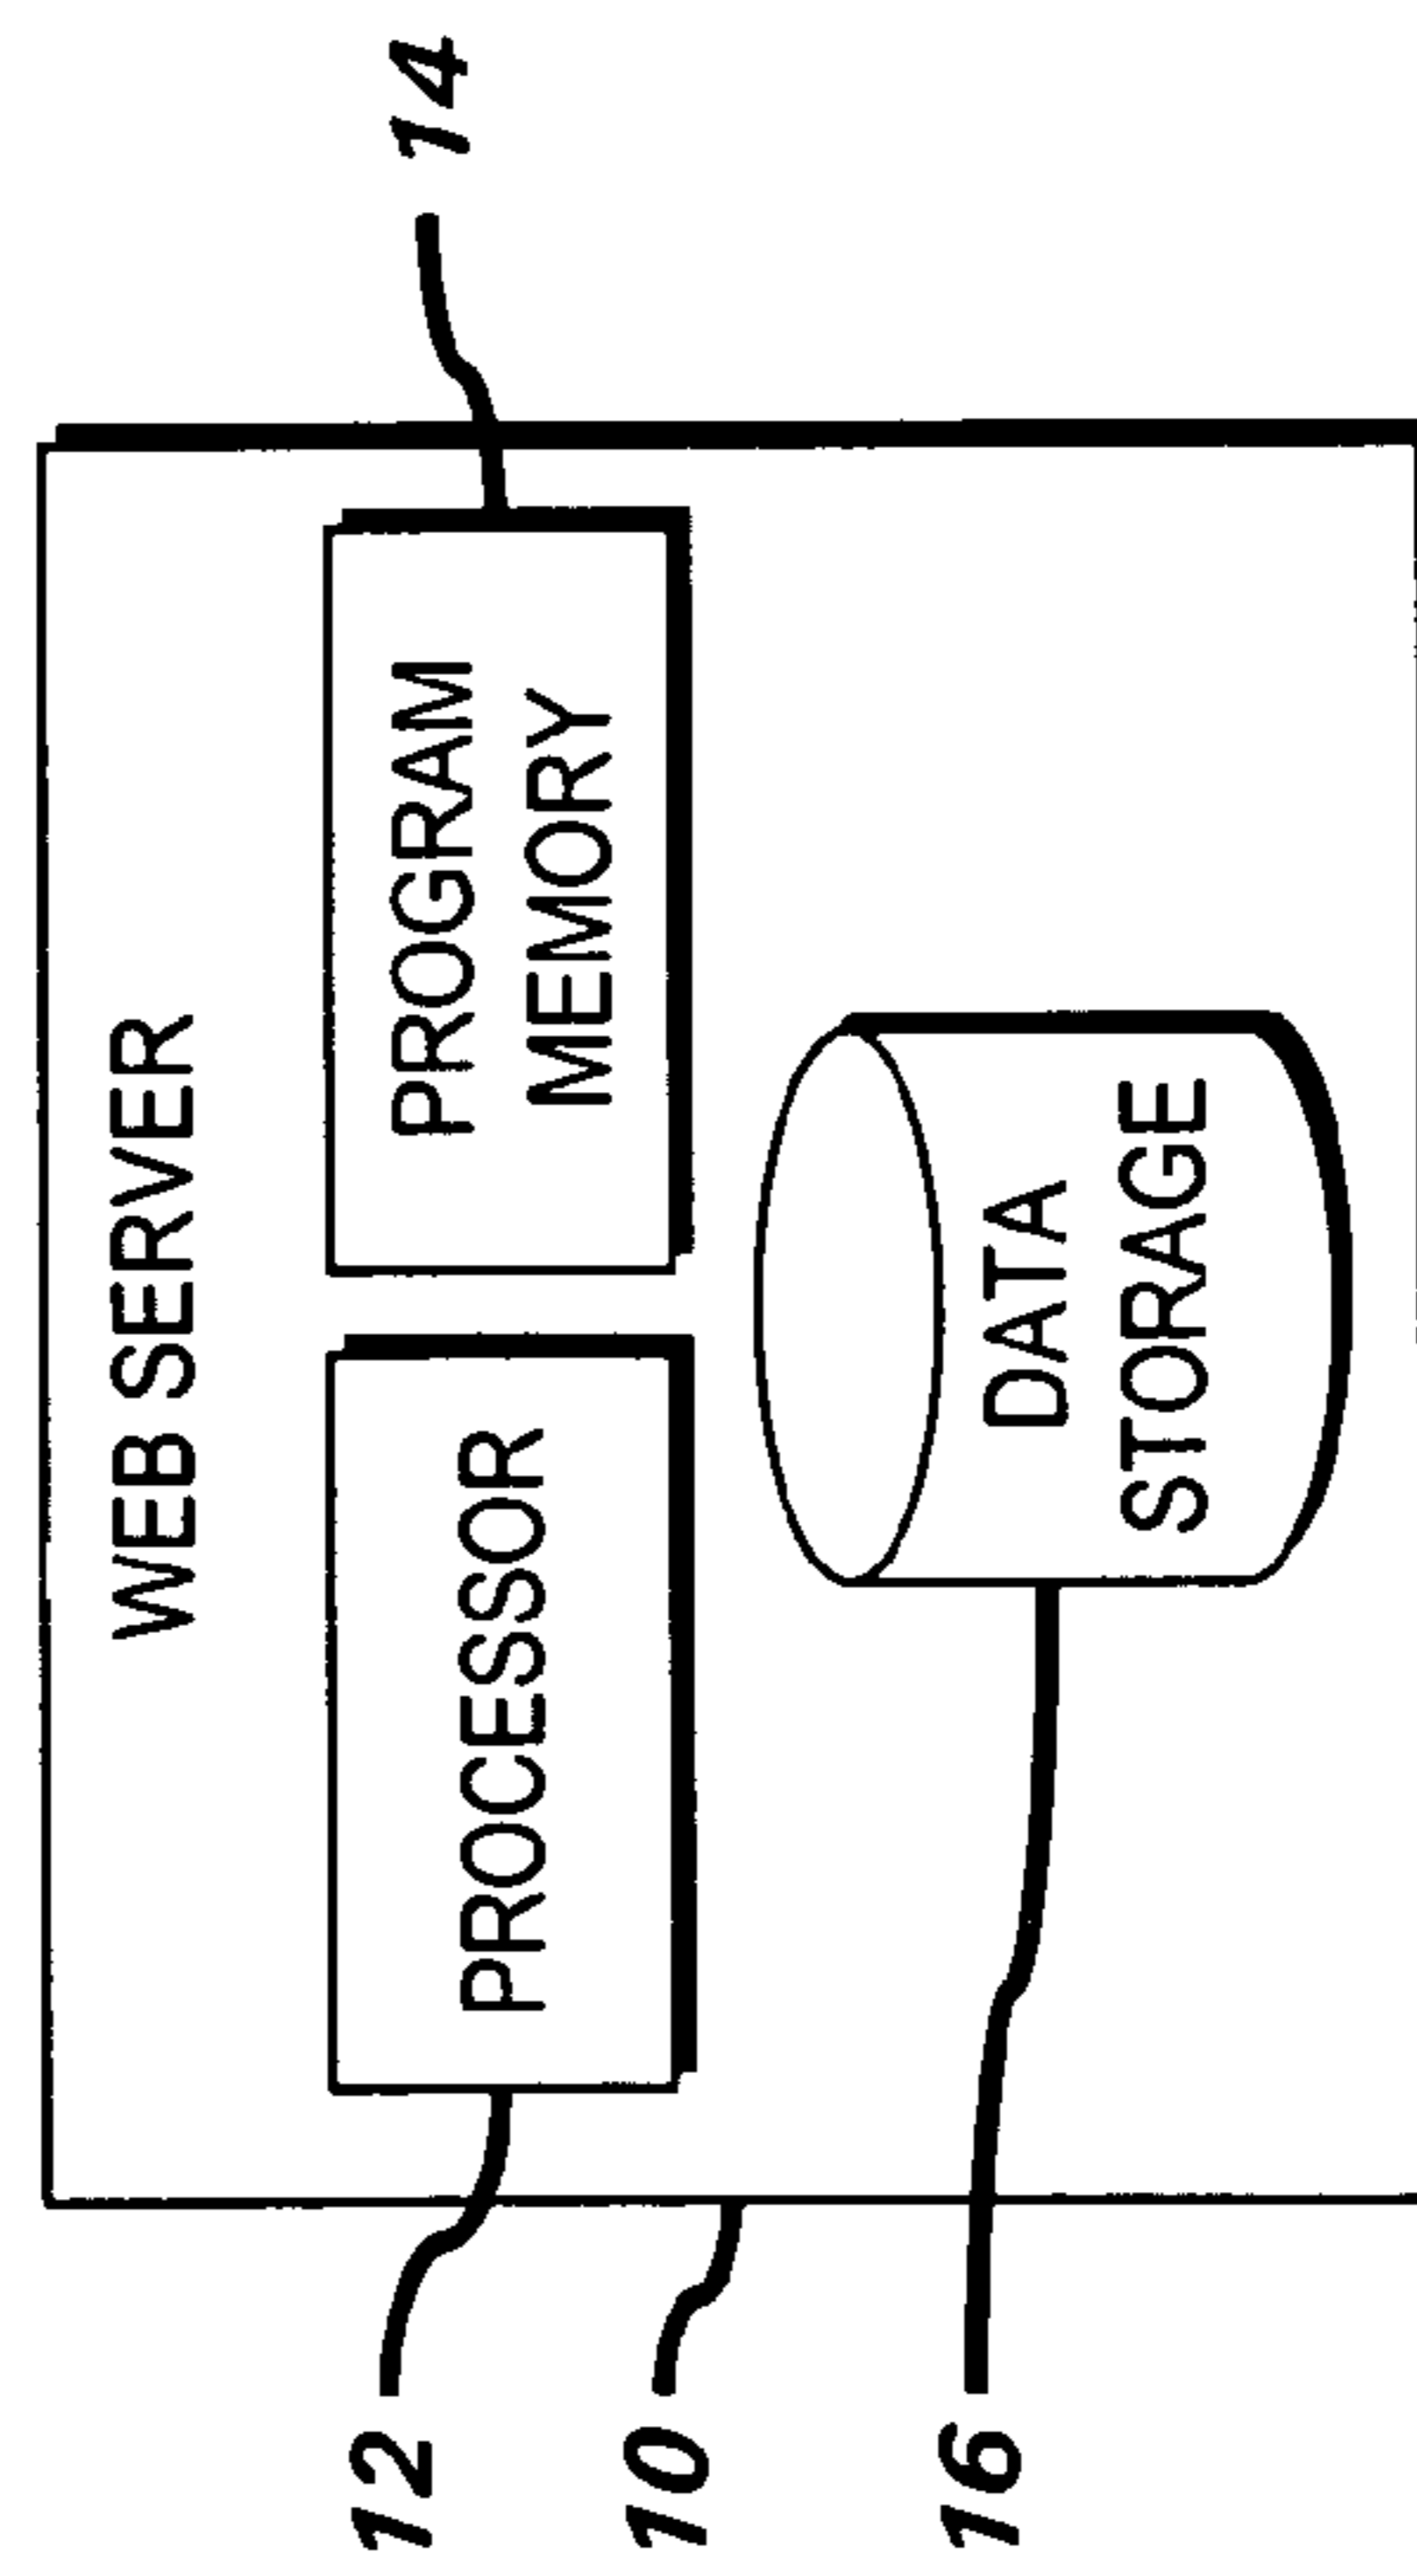 WEB SERVER
12
PROCESSOR
PROGRAM
MEMORY
14
10
16
DATA
STORAGE